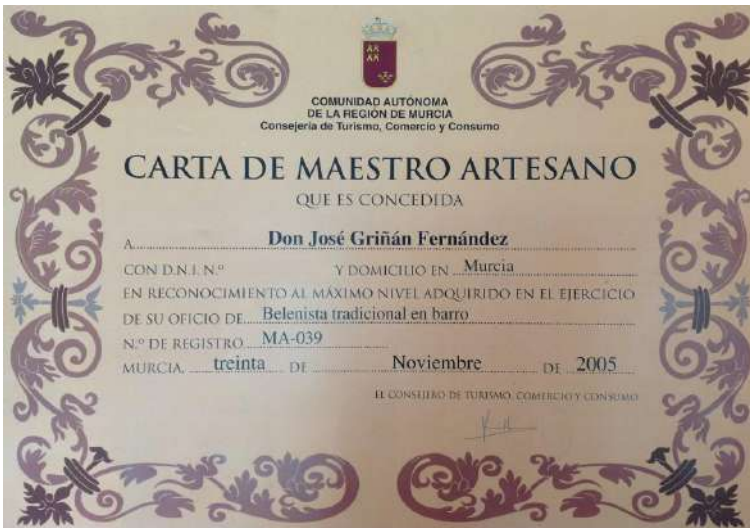 COMUNIDAD AUTÓNOMA
DE LA REGIÓN DE MURCIA
Consejería de Turismo, Comercio y Consumo
CARTA DE MAESTRO ARTESANO
QUE ES CONCEDIDA
A Don José Griñán Fernández
CON D.N.I. N.º Y DOMICILIO EN Murcia
EN RECONOCIMIENTO AL MÁXIMO NIVEL ADQUIRIDO EN EL EJERCICIO
DE SU OFICIO DE Belenista tradicional en barro
N.º DE REGISTRO MA-039
MURCIA, treinta DE Noviembre DE 2005
EL CONSEJERO DE TURISMO, COMERCIO Y CONSUMO